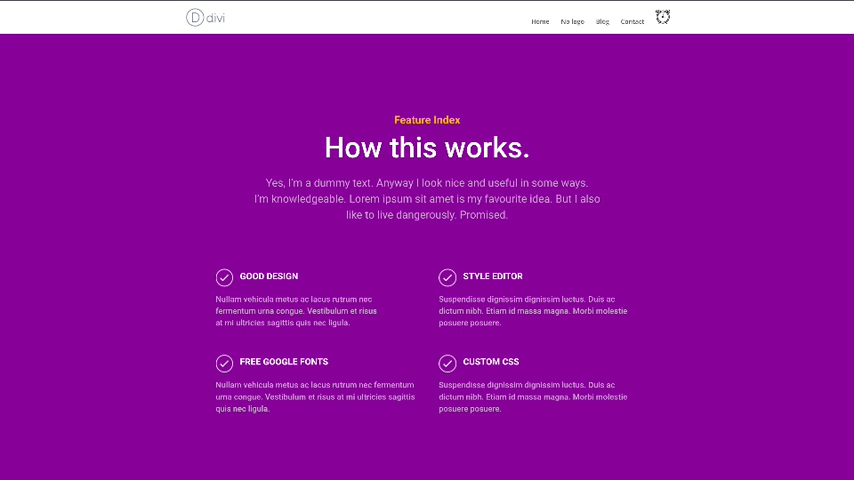 D divi
Home No logo Blog Contact
Feature Index
How this works.
Yes, I'm a dummy text. Anyway I look nice and useful in some ways.
I'm knowledgeable. Lorem ipsum sit amet is my favourite idea. But I also
like to live dangerously. Promised.
GOOD DESIGN
Nullam vehicula metus ac lacus rutrum nec
fermentum urna congue. Vestibulum et risus
at mi ultricies sagittis quis nec ligula.
STYLE EDITOR
Suspendisse dignissim dignissim luctus. Duis ac
dictum nibh. Etiam id massa magna. Morbi molestie
posuere posuere.
FREE GOOGLE FONTS
Nullam vehicula metus ac lacus rutrum nec fermentum
urna congue. Vestibulum et risus at mi ultricies sagittis
quis nec ligula.
CUSTOM CSS
Suspendisse dignissim dignissim luctus. Duis ac
dictum nibh. Etiam id massa magna. Morbi molestie
posuere posuere.